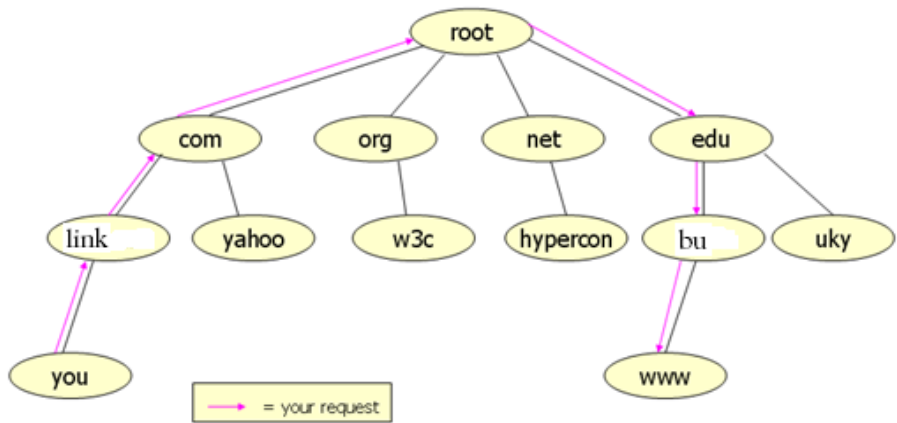 root
com
org
net
edu
link
yahoo
w3c
hypercon
bu
uky
you
www
= your request